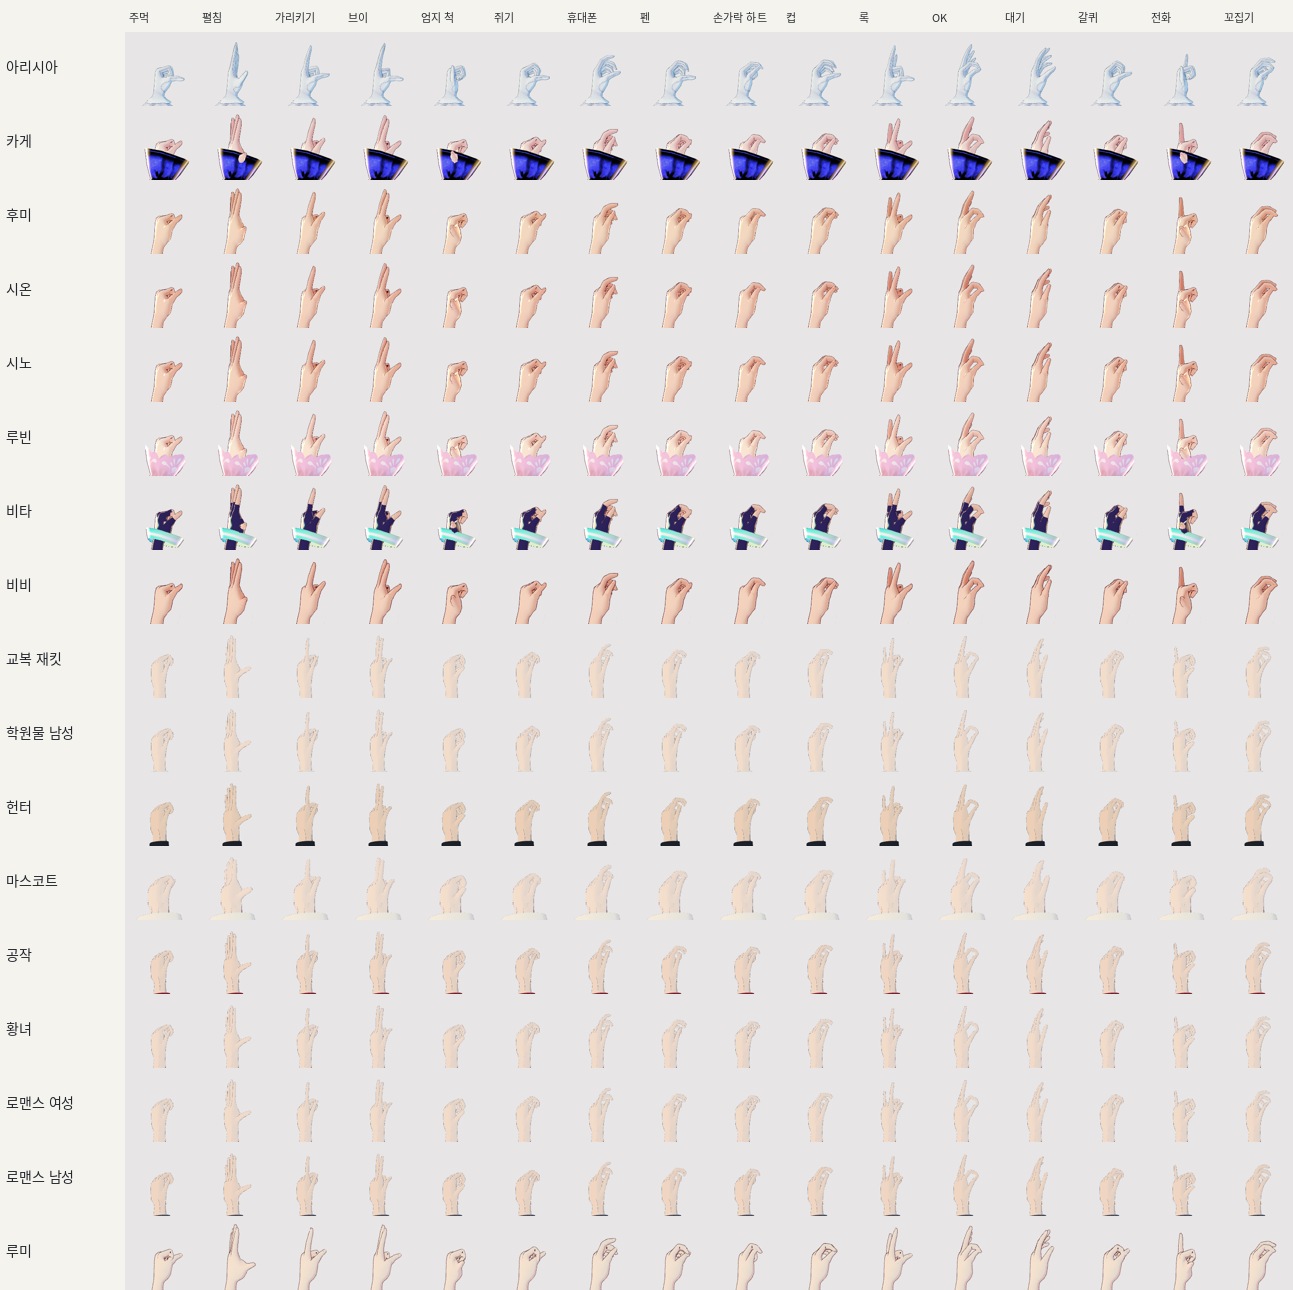 주먹 펼침 가리키기 브이 엄지 척 쥐기 휴대폰 펜 손가락 하트 컵 록 OK 대기 갈퀴 전화 꼬집기
아리시아
카게
후미
시온
시노
루빈
비타
비비
교복 재킷
학원물 남성
헌터
마스코트
공작
황녀
로맨스 여성
로맨스 남성
루미